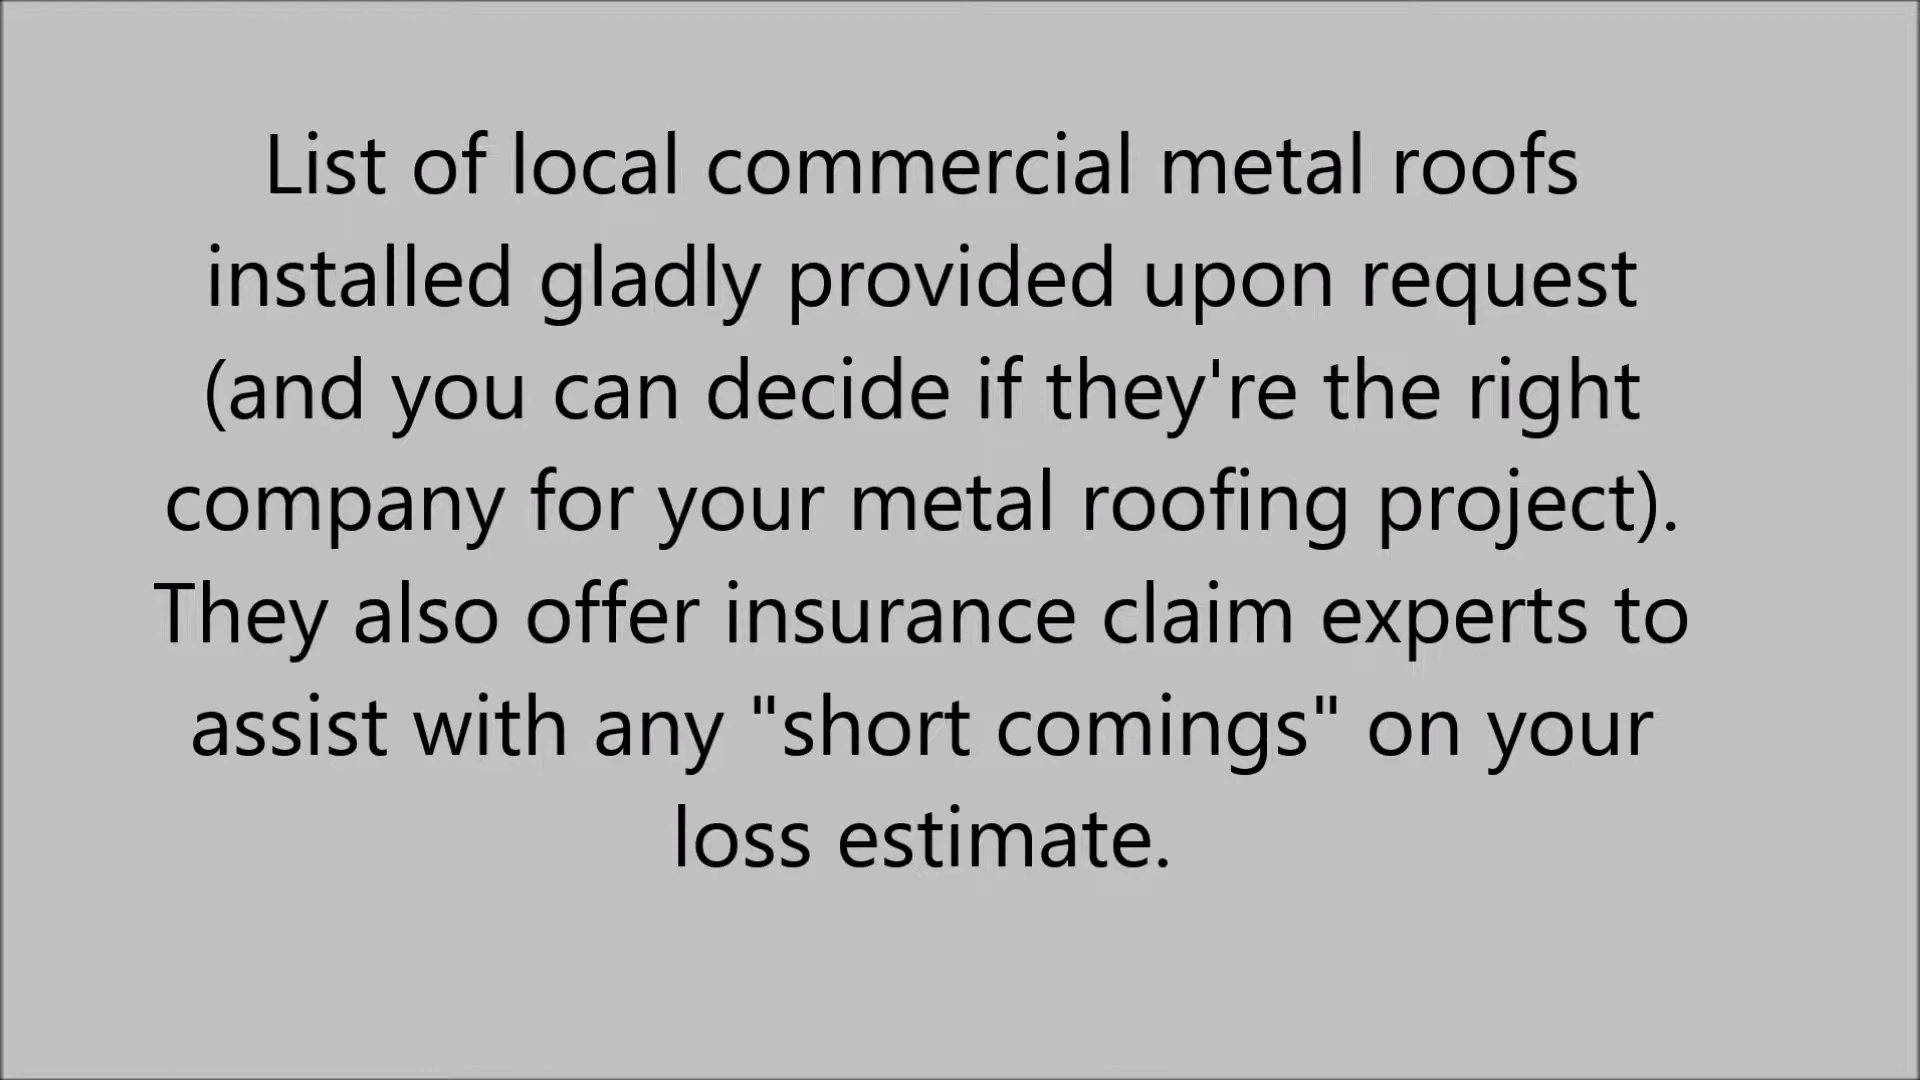 List of local commercial metal roofs
installed gladly provided upon request
(and you can decide if they're the right
company for your metal roofing project).
They also offer insurance claim experts to
assist with any "short comings" on your
loss estimate.